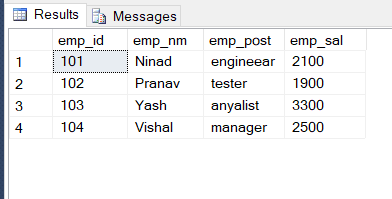 Results Messages
emp_id emp_nm emp_post emp_sal
1 101 Ninad engineear 2100
2 102 Pranav tester 1900
3 103 Yash anyalist 3300
4 104 Vishal manager 2500